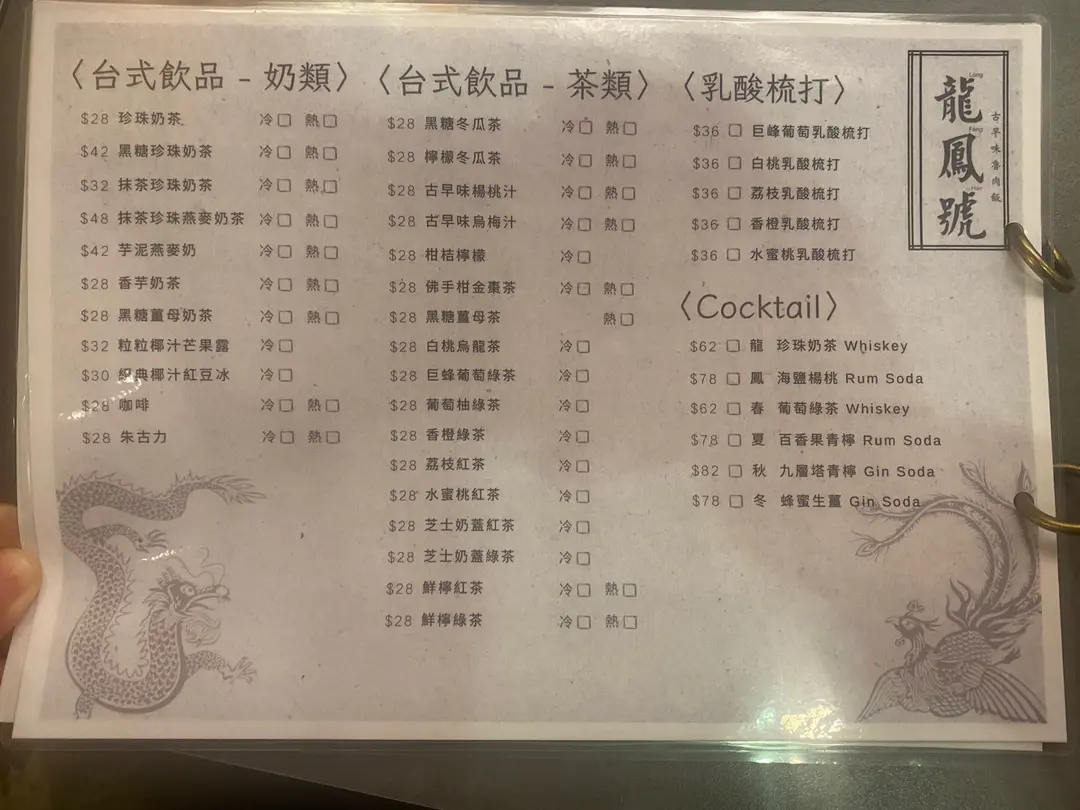 〈台式飲品 - 奶類〉
$28 珍珠奶茶 冷□ 熱□
$42 黑糖珍珠奶茶 冷□ 熱□
$32 抹茶珍珠奶茶 冷□ 熱□
$48 抹茶珍珠燕麥奶茶 冷□ 熱□
$42 芋泥燕麥奶 冷□ 熱□
$28 香芋奶茶 冷□ 熱□
$28 黑糖薑母奶茶 冷□ 熱□
$32 粒粒椰汁芒果露 冷□
$30 經典椰汁紅豆冰 冷□
$28 咖啡 冷□ 熱□
$28 朱古力 冷□ 熱□
〈台式飲品 - 茶類〉
$28 黑糖冬瓜茶 冷□ 熱□
$28 檸檬冬瓜茶 冷□ 熱□
$28 古早味楊桃汁 冷□ 熱□
$28 古早味烏梅汁 冷□ 熱□
$28 柑桔檸檬 冷□
$28 佛手柑金棗茶 冷□ 熱□
$28 黑糖薑母茶 熱□
$28 白桃烏龍茶 冷□
$28 巨蜂葡萄綠茶 冷□
$28 葡萄柚綠茶 冷□
$28 香橙綠茶 冷□
$28 荔枝紅茶 冷□
$28 水蜜桃紅茶 冷□
$28 芝士奶蓋紅茶 冷□
$28 芝士奶蓋綠茶 冷□
$28 鮮檸紅茶 冷□ 熱□
$28 鮮檸綠茶 冷□ 熱□
〈乳酸梳打〉
$36 □ 巨峰葡萄乳酸梳打
$36 □ 白桃乳酸梳打
$36 □ 荔枝乳酸梳打
$36 □ 香橙乳酸梳打
$36 □ 水蜜桃乳酸梳打
〈Cocktail〉
$62 □ 龍 珍珠奶茶 Whiskey
$78 □ 鳳 海鹽楊桃 Rum Soda
$62 □ 春 葡萄綠茶 Whiskey
$78 □ 夏 百香果青檸 Rum Soda
$82 □ 秋 九層塔青檸 Gin Soda
$78 □ 冬 蜂蜜生薑 Gin Soda
龍鳳號
Long
Fang
Hao
古早味魯肉飯